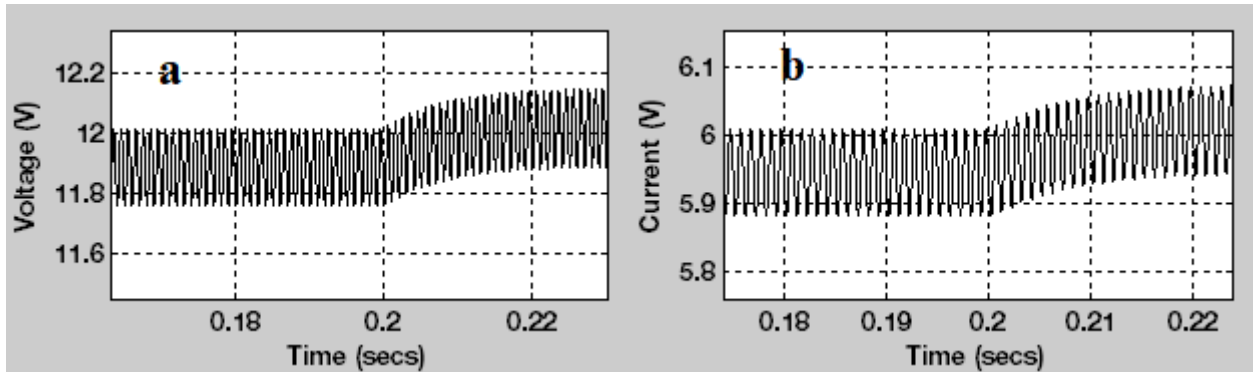 a
12.2
12
11.8
11.6
Voltage (V)
0.18 0.2 0.22
Time (secs)
b
6.1
6
5.9
5.8
Current (V)
0.18 0.19 0.2 0.21 0.22
Time (secs)